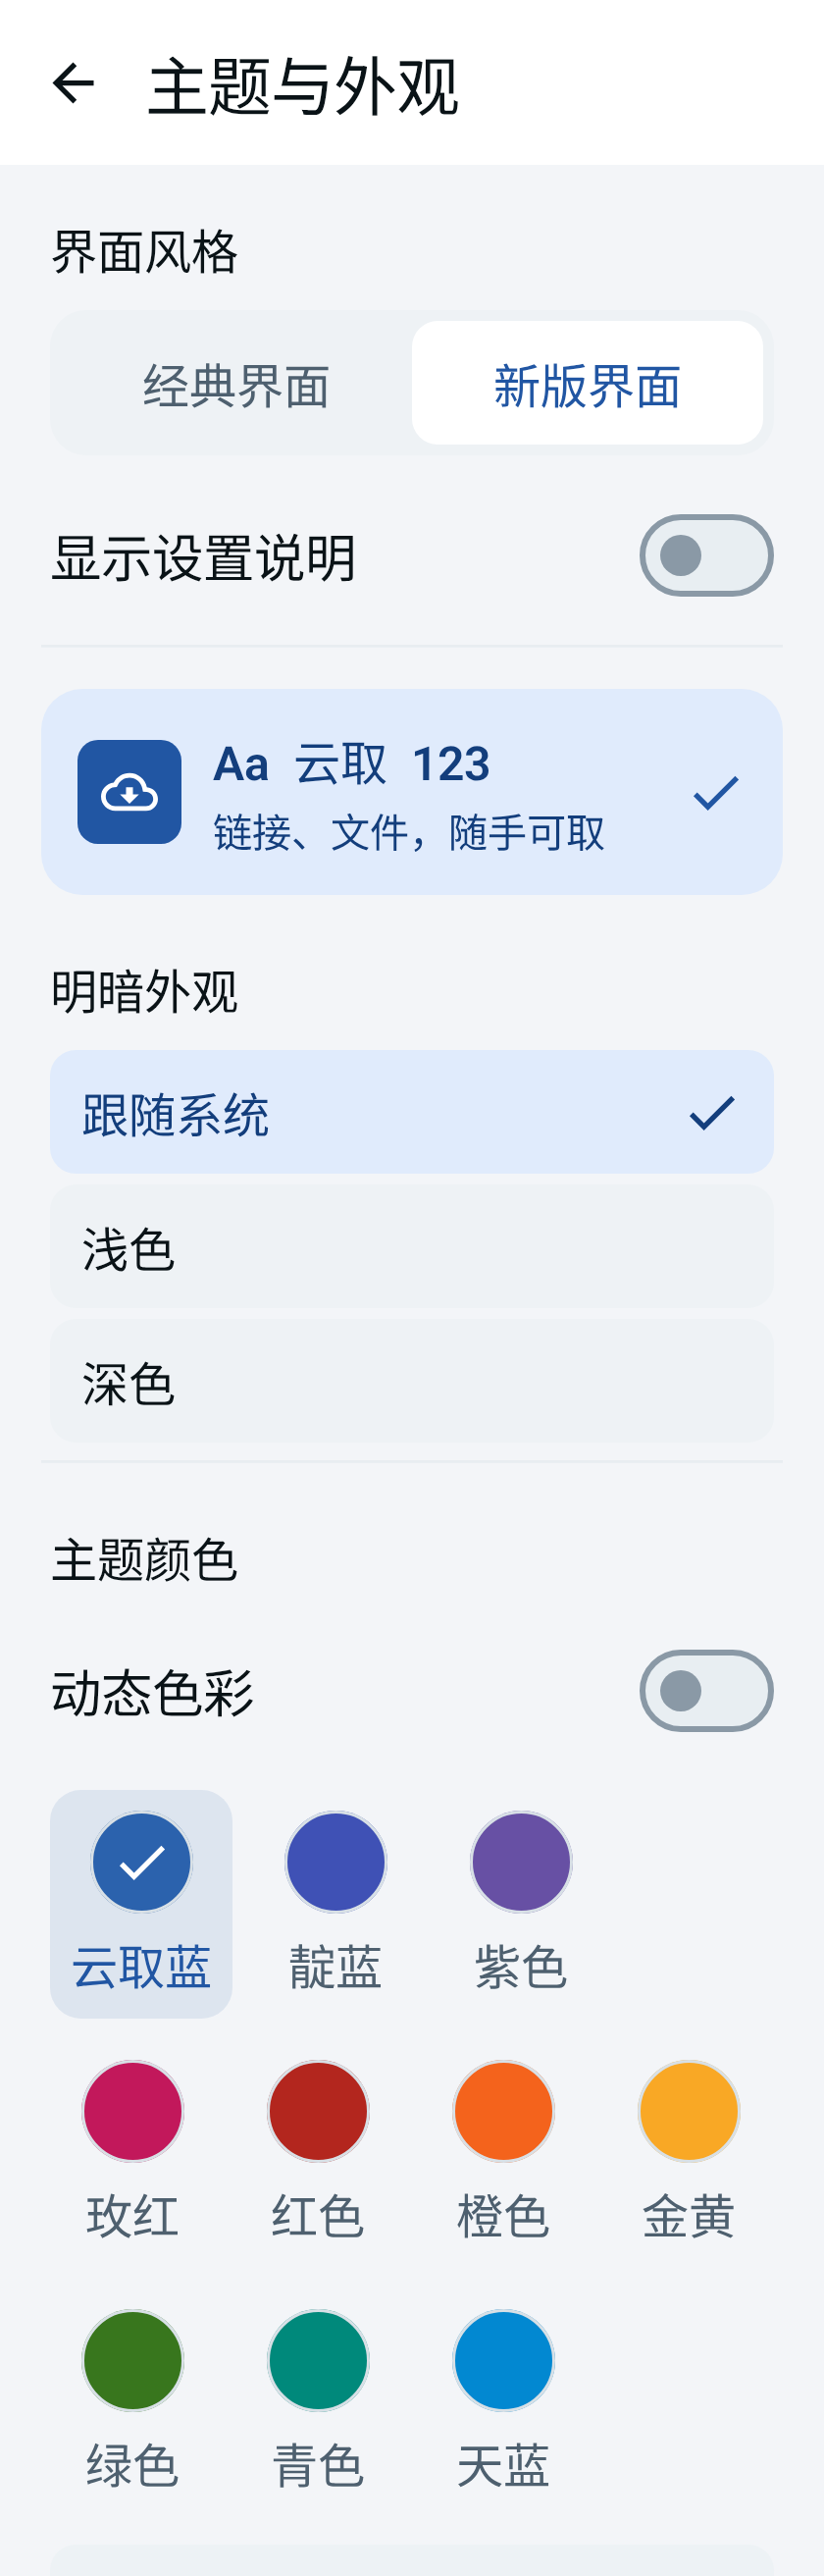 主题与外观
界面风格
经典界面
新版界面
显示设置说明
Aa 云取 123
链接、文件，随手可取
明暗外观
跟随系统
浅色
深色
主题颜色
动态色彩
云取蓝
靛蓝
紫色
玫红
红色
橙色
金黄
绿色
青色
天蓝